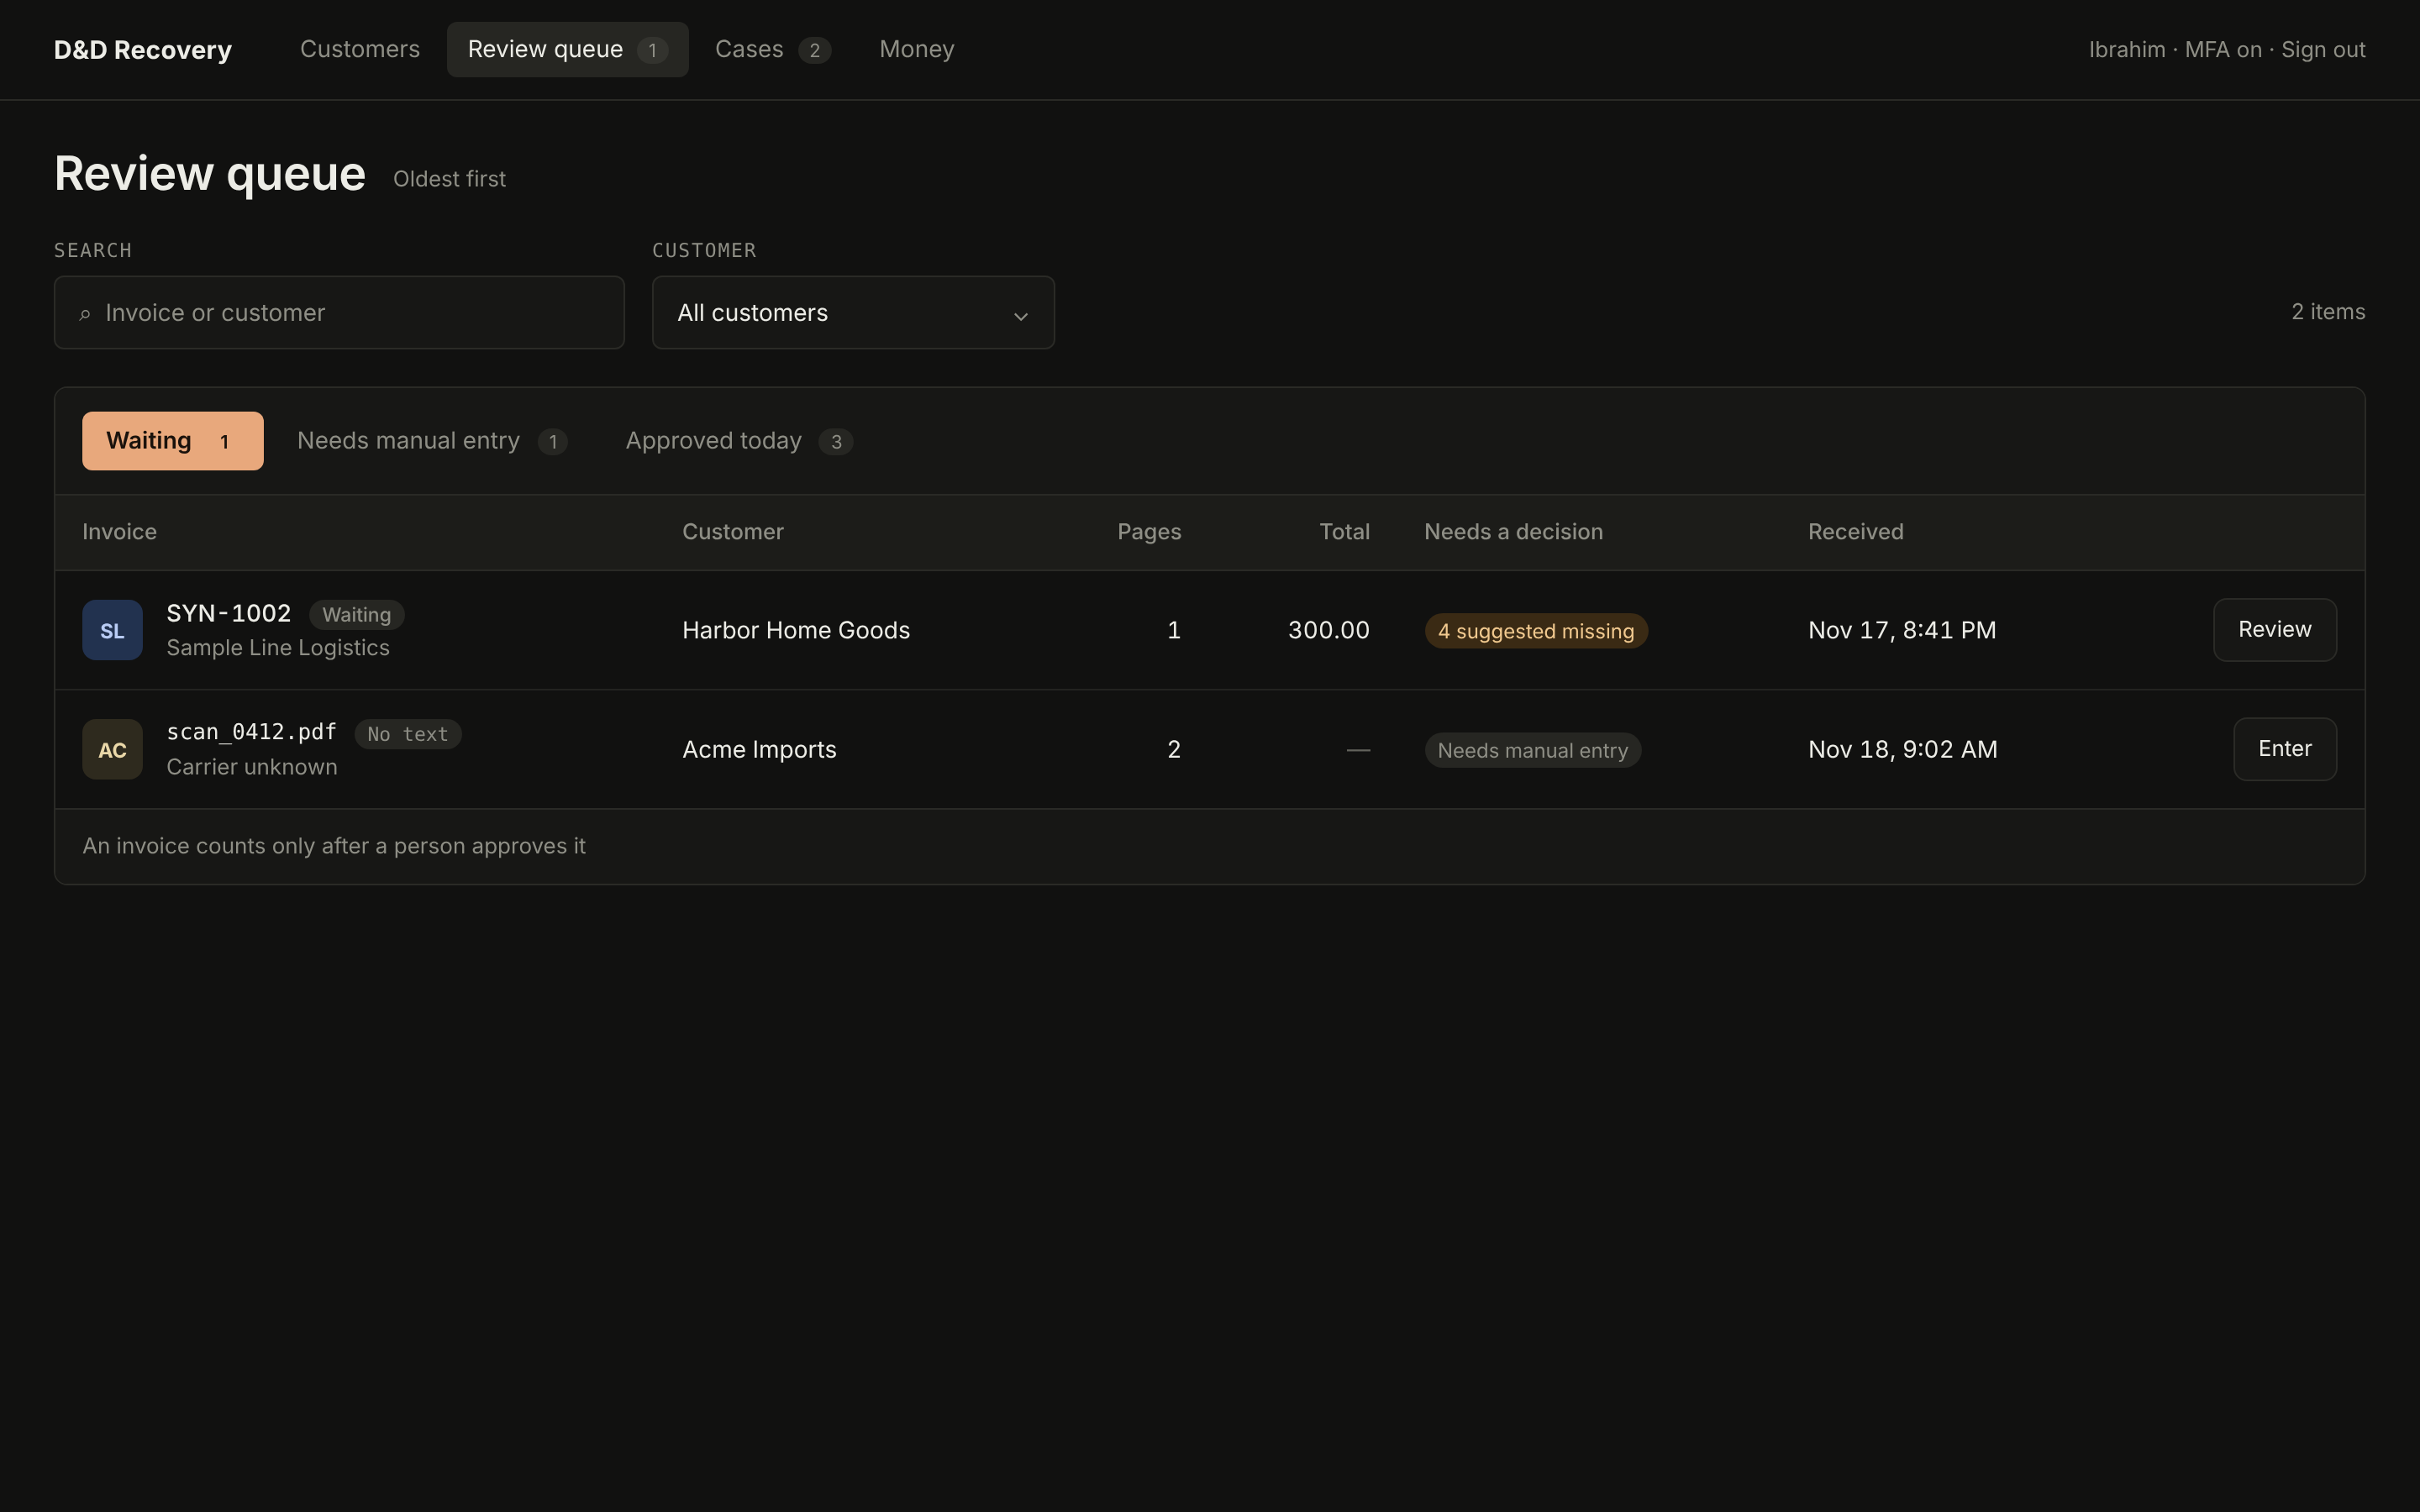 D&D Recovery Customers Review queue 1 Cases 2 Money Ibrahim · MFA on · Sign out
Review queue Oldest first
SEARCH CUSTOMER
Invoice or customer All customers 2 items
Waiting 1 Needs manual entry 1 Approved today 3
Invoice Customer Pages Total Needs a decision Received
SL SYN-1002 Waiting Harbor Home Goods 1 300.00 4 suggested missing Nov 17, 8:41 PM Review
Sample Line Logistics
AC scan_0412.pdf No text Acme Imports 2 — Needs manual entry Nov 18, 9:02 AM Enter
Carrier unknown
An invoice counts only after a person approves it